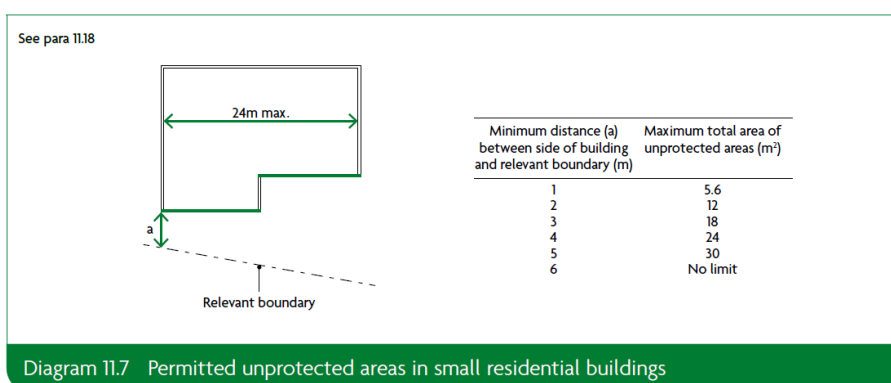 See para 11.18
24m max.
a
Relevant boundary
Minimum distance (a) between side of building and relevant boundary (m)
Maximum total area of unprotected areas (m²)
1 5.6
2 12
3 18
4 24
5 30
6 No limit
Diagram 11.7 Permitted unprotected areas in small residential buildings